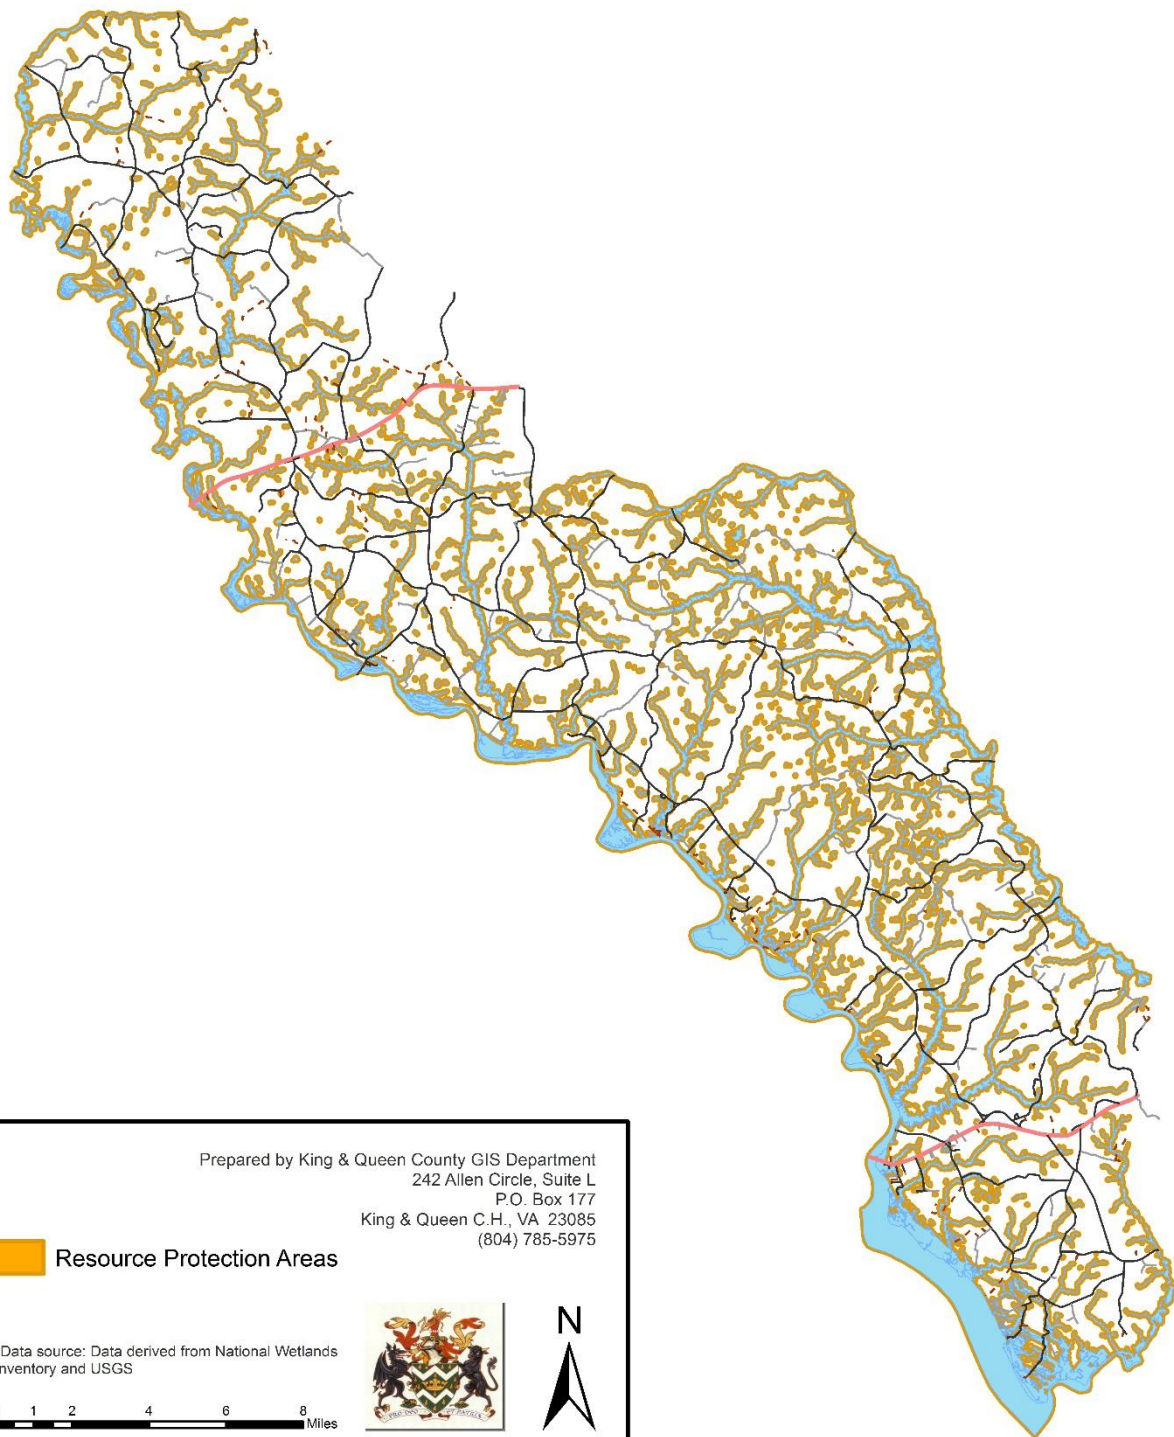 Prepared by King & Queen County GIS Department
242 Allen Circle, Suite L
P.O. Box 177
King & Queen C.H., VA 23085
(804) 785-5975
Resource Protection Areas
N
Data source: Data derived from National Wetlands
nventory and USGS
1 2 4 6 8
Miles